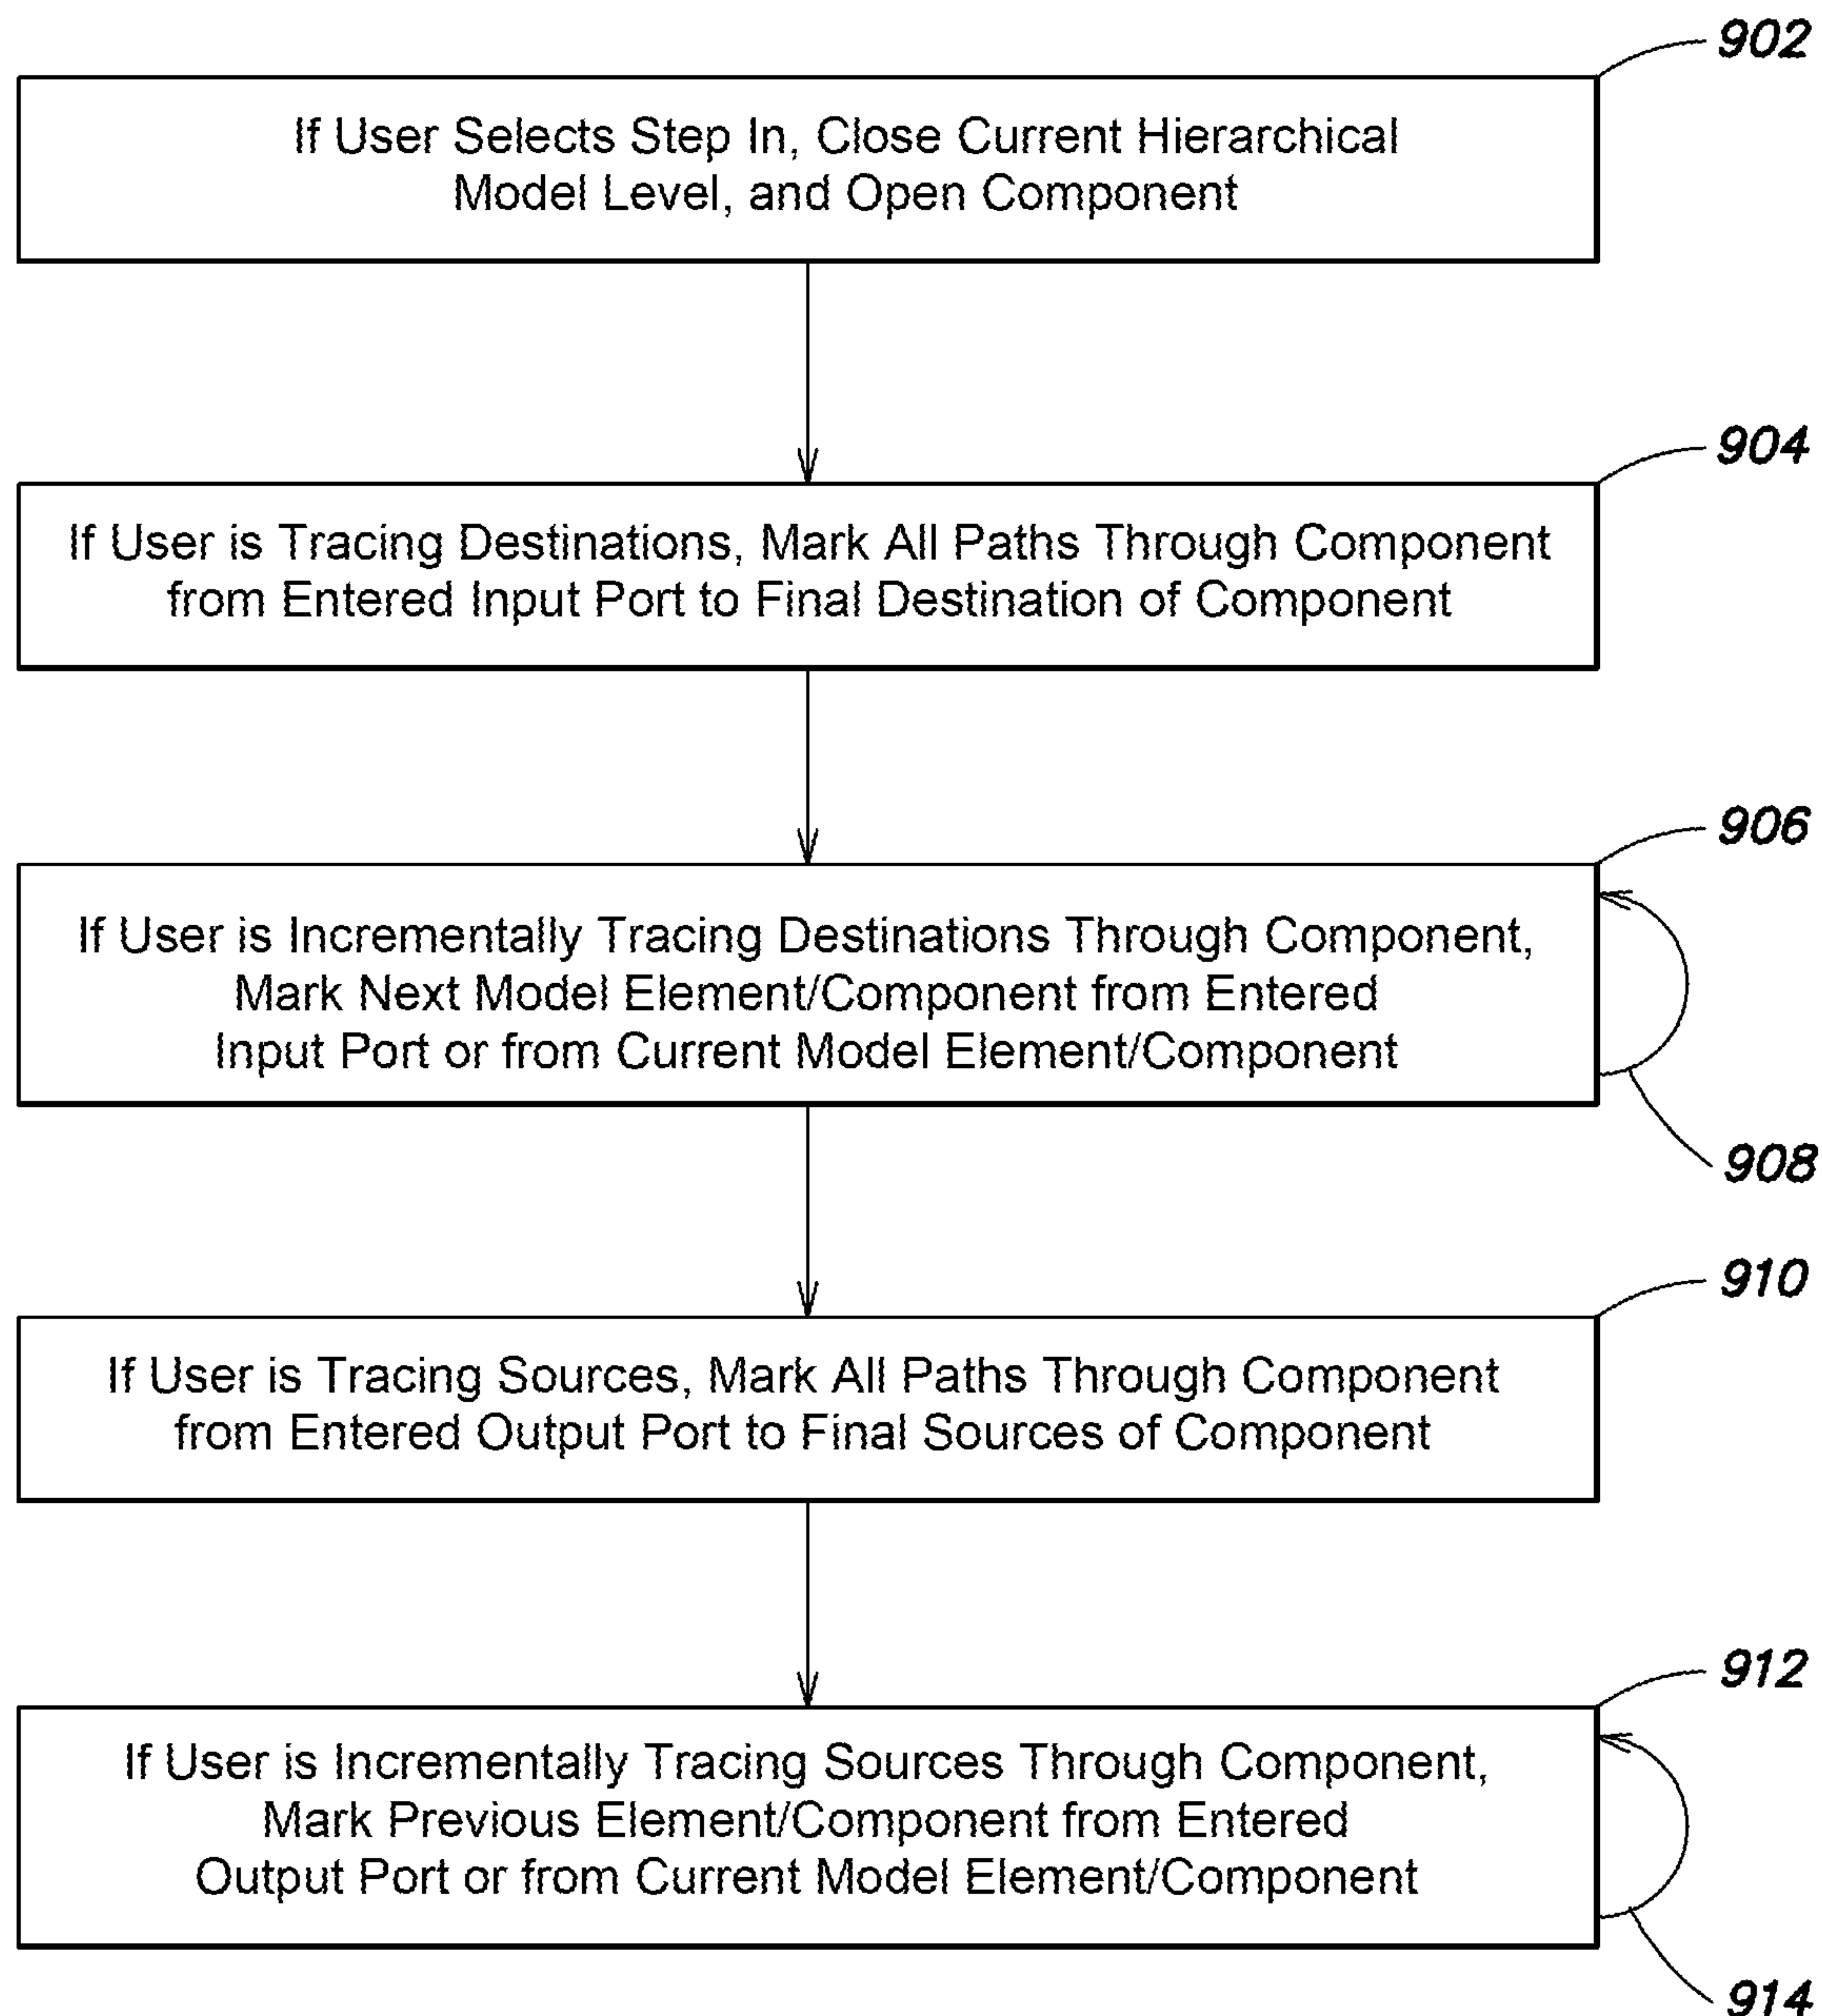 902
If User Selects Step In, Close Current Hierarchical
Model Level, and Open Component
904
If User is Tracing Destinations, Mark All Paths Through Component
from Entered Input Port to Final Destination of Component
906
If User is Incrementally Tracing Destinations Through Component,
Mark Next Model Element/Component from Entered
Input Port or from Current Model Element/Component
908
910
If User is Tracing Sources, Mark All Paths Through Component
from Entered Output Port to Final Sources of Component
912
If User is Incrementally Tracing Sources Through Component,
Mark Previous Element/Component from Entered
Output Port or from Current Model Element/Component
914